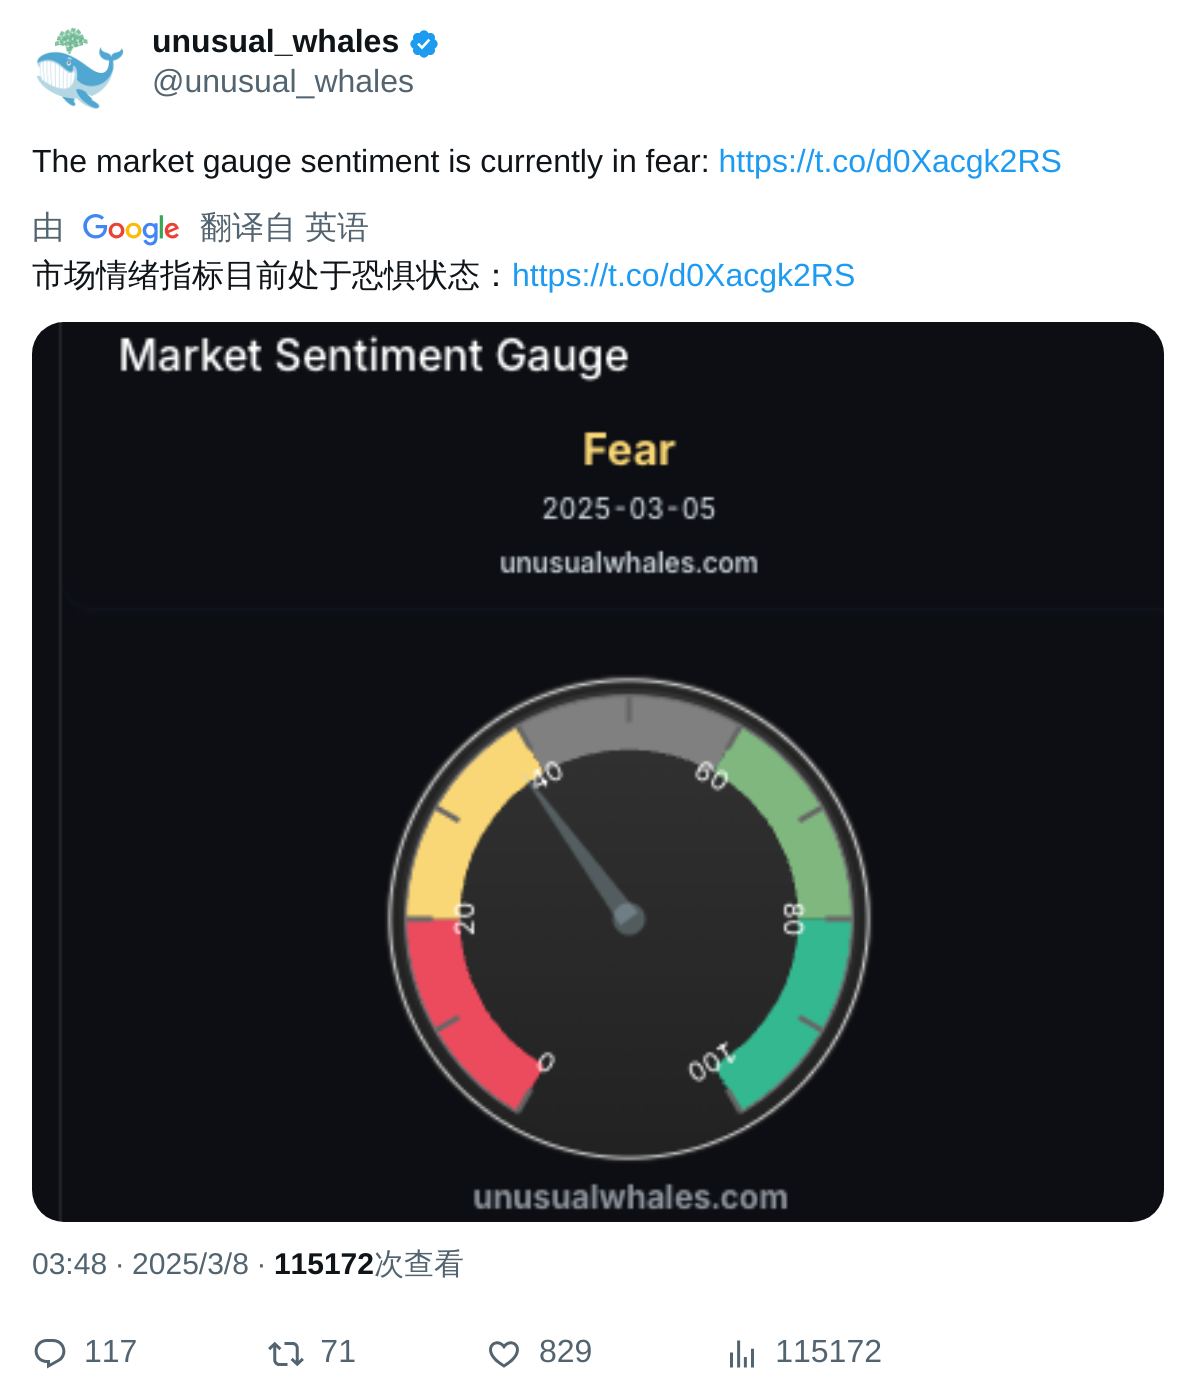 unusual_whales
@unusual_whales
The market gauge sentiment is currently in fear: https://t.co/d0Xacgk2RS
由 Google 翻译自 英语
市场情绪指标目前处于恐惧状态：https://t.co/d0Xacgk2RS
Market Sentiment Gauge
Fear
2025-03-05
unusualwhales.com
40 60
20 80
0 100
unusualwhales.com
03:48 · 2025/3/8 · 115172次查看
117 71 829 115172